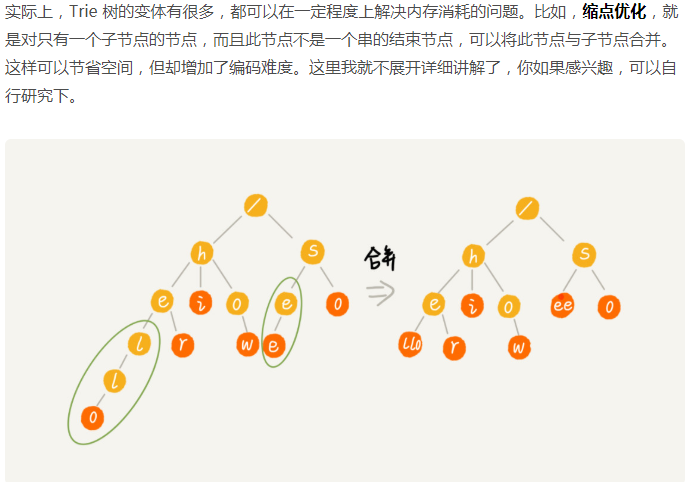 实际上，Trie 树的变体有很多，都可以在一定程度上解决内存消耗的问题。比如，缩点优化，就
是对只有一个子节点的节点，而且此节点不是一个串的结束节点，可以将此节点与子节点合并。
这样可以节省空间，但却增加了编码难度。这里我就不展开详细讲解了，你如果感兴趣，可以自
行研究下。
/
h s
e i o e o
l r w e
l
o
合并
/
h s
e i o ee o
llo r w